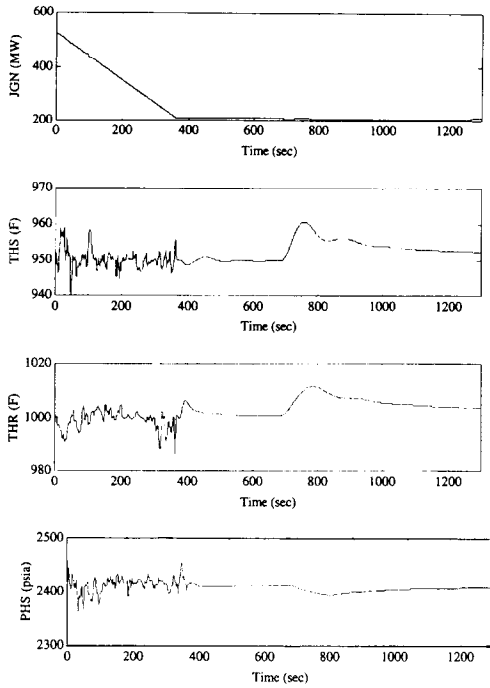 600
400
200
JGN (MW)
0 200 400 600 800 1000 1200
Time (sec)
970
960
950
940
THS (F)
0 200 400 600 800 1000 1200
Time (sec)
1020
1000
980
THR (F)
0 200 400 600 800 1000 1200
Time (sec)
2500
2400
2300
PHS (psia)
0 200 400 600 800 1000 1200
Time (sec)